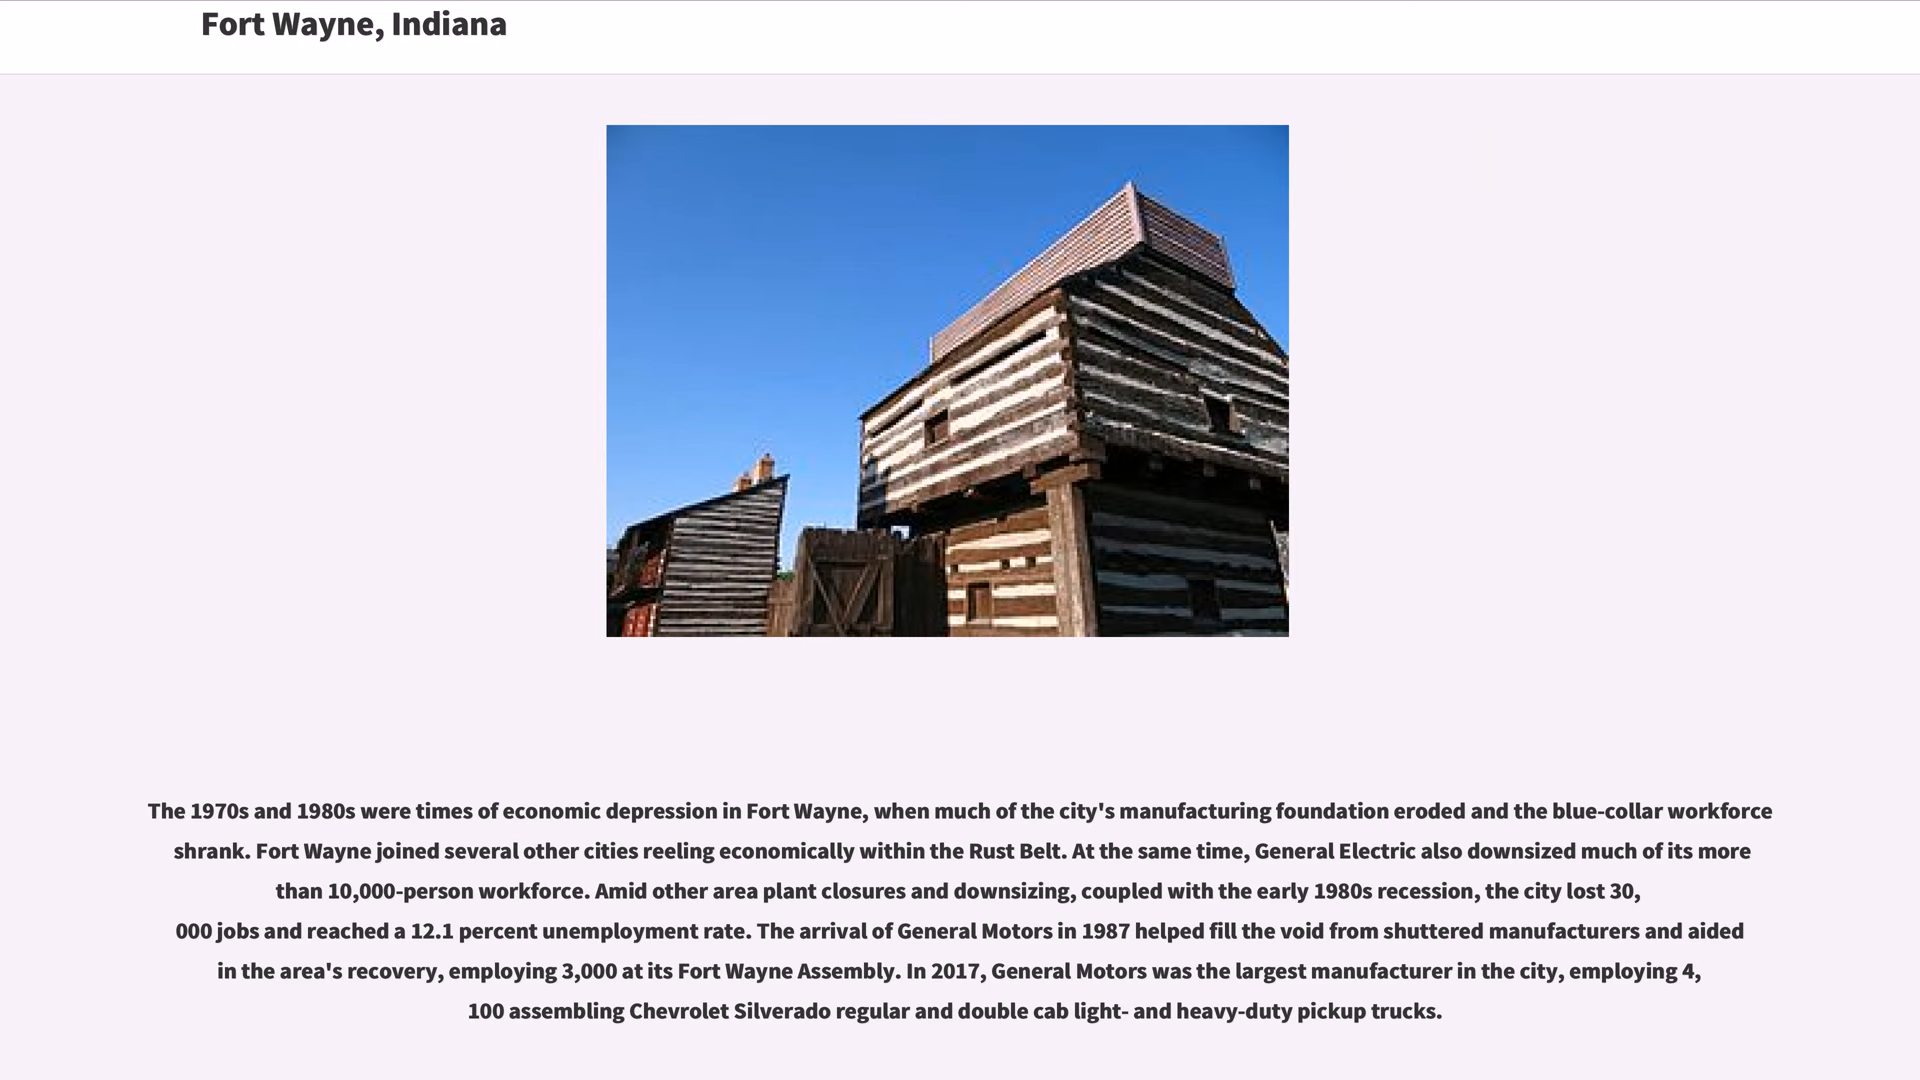 Fort Wayne, Indiana
The 1970s and 1980s were times of economic depression in Fort Wayne, when much of the city's manufacturing foundation eroded and the blue-collar workforce
shrank. Fort Wayne joined several other cities reeling economically within the Rust Belt. At the same time, General Electric also downsized much of its more
than 10,000-person workforce. Amid other area plant closures and downsizing, coupled with the early 1980s recession, the city lost 30,
000 jobs and reached a 12.1 percent unemployment rate. The arrival of General Motors in 1987 helped fill the void from shuttered manufacturers and aided
in the area's recovery, employing 3,000 at its Fort Wayne Assembly. In 2017, General Motors was the largest manufacturer in the city, employing 4,
100 assembling Chevrolet Silverado regular and double cab light- and heavy-duty pickup trucks.